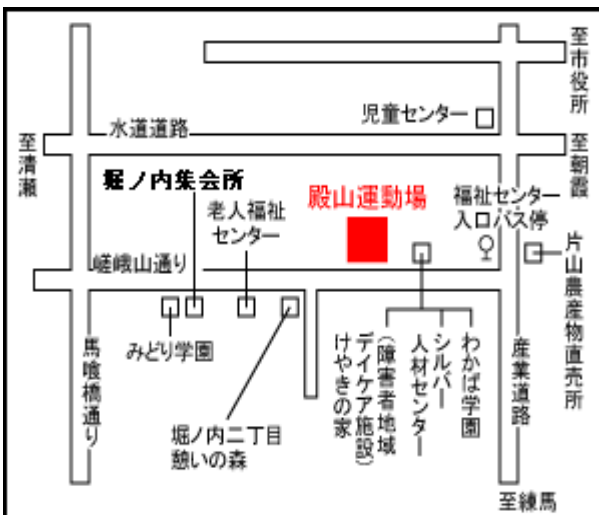 至市役所
児童センター
水道道路
至清瀬
至朝霞
堀ノ内集会所
殿山運動場
福祉センター
入口バス停
老人福祉
センター
嵯峨山通り
片山農産物直売所
みどり学園
馬喰橋通り
わかば学園
シルバー
人材センター
(障害者地域
デイケア施設)
けやきの家
産業道路
堀ノ内二丁目
憩いの森
至練馬